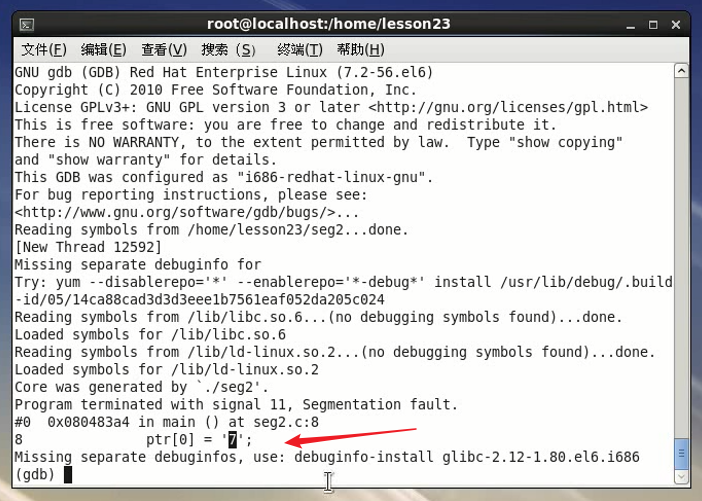 root@localhost:/home/lesson23
文件(F) 编辑(E) 查看(V) 搜索 (S) 终端(T) 帮助(H)
GNU gdb (GDB) Red Hat Enterprise Linux (7.2-56.el6)
Copyright (C) 2010 Free Software Foundation, Inc.
License GPLv3+: GNU GPL version 3 or later <http://gnu.org/licenses/gpl.html>
This is free software: you are free to change and redistribute it.
There is NO WARRANTY, to the extent permitted by law.  Type "show copying"
and "show warranty" for details.
This GDB was configured as "i686-redhat-linux-gnu".
For bug reporting instructions, please see:
<http://www.gnu.org/software/gdb/bugs/>...
Reading symbols from /home/lesson23/seg2...done.
[New Thread 12592]
Missing separate debuginfo for
Try: yum --disablerepo='*' --enablerepo='*-debug*' install /usr/lib/debug/.build
-id/05/14ca88cad3d3d3eee1b7561eaf052da205c024
Reading symbols from /lib/libc.so.6...(no debugging symbols found)...done.
Loaded symbols for /lib/libc.so.6
Reading symbols from /lib/ld-linux.so.2...(no debugging symbols found)...done.
Loaded symbols for /lib/ld-linux.so.2
Core was generated by `./seg2'.
Program terminated with signal 11, Segmentation fault.
#0  0x080483a4 in main () at seg2.c:8
8               ptr[0] = '7';
Missing separate debuginfos, use: debuginfo-install glibc-2.12-1.80.el6.i686
(gdb)